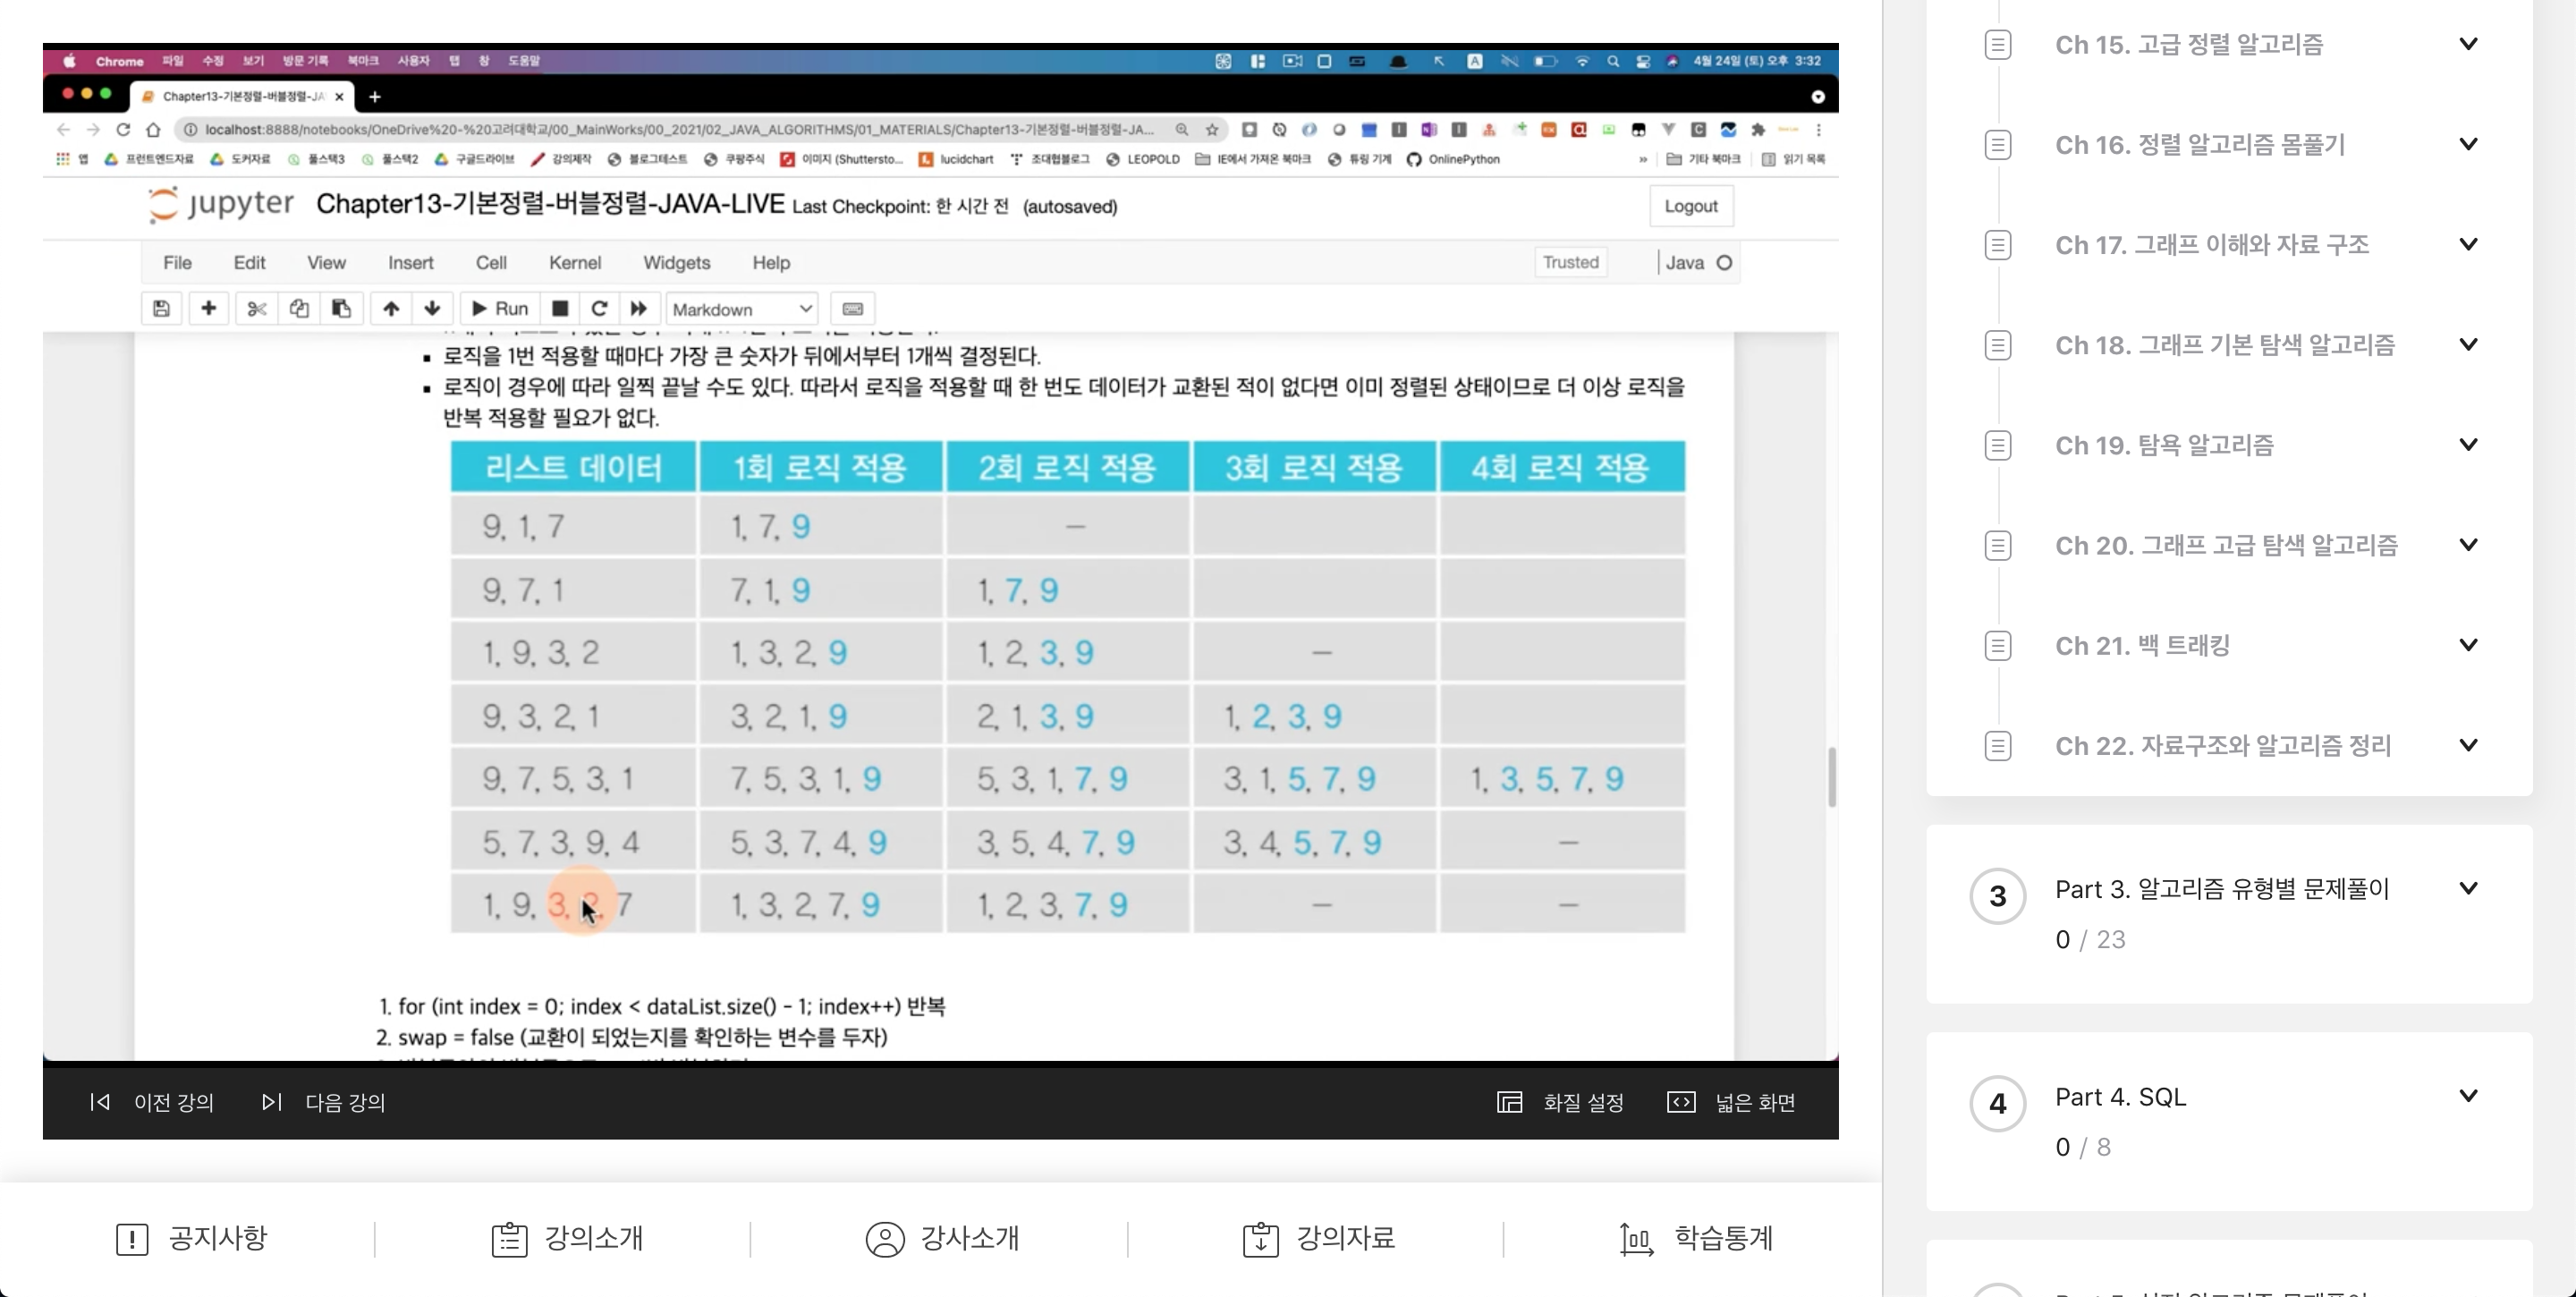 Chrome 파일 수정 보기 방문 기록 북마크 사용자 탭 창 도움말 4월 24일 (토) 오후 3:32
Chapter13-기본정렬-버블정렬-JA
localhost:8888/notebooks/OneDrive%20-%20고려대학교/00_MainWorks/00_2021/02_JAVA_ALGORITHMS/01_MATERIALS/Chapter13-기본정렬-버블정렬-JA...
앱 프런트엔드자료 도커자료 풀스택3 풀스택2 구글드라이브 강의제작 블로그테스트 쿠팡주식 이미지 (Shuttersto... lucidchart 조대협블로그 LEOPOLD IE에서 가져온 북마크 튜링 기계 OnlinePython » 기타 북마크 읽기 목록
jupyter Chapter13-기본정렬-버블정렬-JAVA-LIVE Last Checkpoint: 한 시간 전 (autosaved) Logout
File Edit View Insert Cell Kernel Widgets Help Trusted Java
Run Markdown
로직을 1번 적용할 때마다 가장 큰 숫자가 뒤에서부터 1개씩 결정된다.
로직이 경우에 따라 일찍 끝날 수도 있다. 따라서 로직을 적용할 때 한 번도 데이터가 교환된 적이 없다면 이미 정렬된 상태이므로 더 이상 로직을
반복 적용할 필요가 없다.
리스트 데이터 1회 로직 적용 2회 로직 적용 3회 로직 적용 4회 로직 적용
9, 1, 7 1, 7, 9 –
9, 7, 1 7, 1, 9 1, 7, 9
1, 9, 3, 2 1, 3, 2, 9 1, 2, 3, 9 –
9, 3, 2, 1 3, 2, 1, 9 2, 1, 3, 9 1, 2, 3, 9
9, 7, 5, 3, 1 7, 5, 3, 1, 9 5, 3, 1, 7, 9 3, 1, 5, 7, 9 1, 3, 5, 7, 9
5, 7, 3, 9, 4 5, 3, 7, 4, 9 3, 5, 4, 7, 9 3, 4, 5, 7, 9 –
1, 9, 3, 2, 7 1, 3, 2, 7, 9 1, 2, 3, 7, 9 – –
1. for (int index = 0; index < dataList.size() - 1; index++) 반복
2. swap = false (교환이 되었는지를 확인하는 변수를 두자)
이전 강의 다음 강의 화질 설정 넓은 화면
공지사항 강의소개 강사소개 강의자료 학습통계
Ch 15. 고급 정렬 알고리즘
Ch 16. 정렬 알고리즘 몸풀기
Ch 17. 그래프 이해와 자료 구조
Ch 18. 그래프 기본 탐색 알고리즘
Ch 19. 탐욕 알고리즘
Ch 20. 그래프 고급 탐색 알고리즘
Ch 21. 백 트래킹
Ch 22. 자료구조와 알고리즘 정리
3 Part 3. 알고리즘 유형별 문제풀이
0 / 23
4 Part 4. SQL
0 / 8